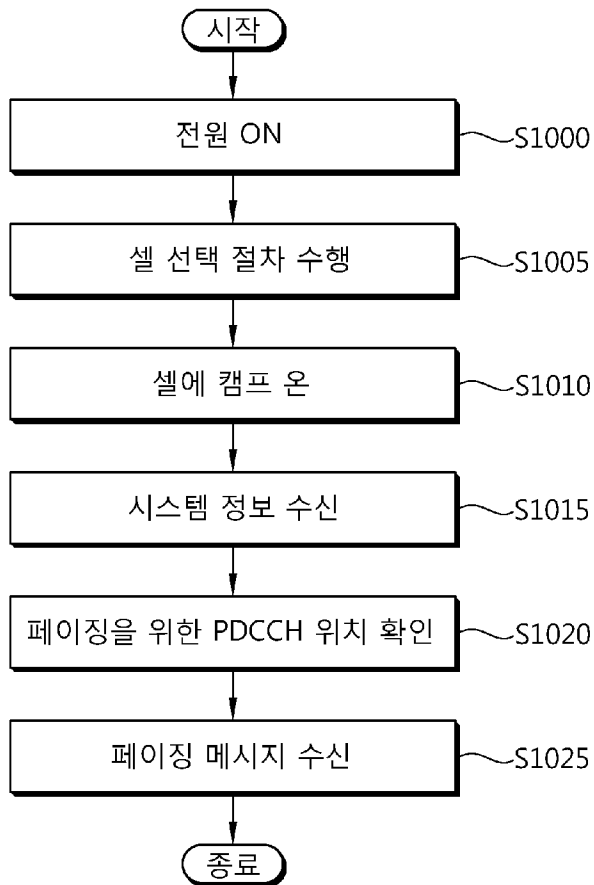 시작
전원 ON
S1000
셀 선택 절차 수행
S1005
셀에 캠프 온
S1010
시스템 정보 수신
S1015
페이징을 위한 PDCCH 위치 확인
S1020
페이징 메시지 수신
S1025
종료